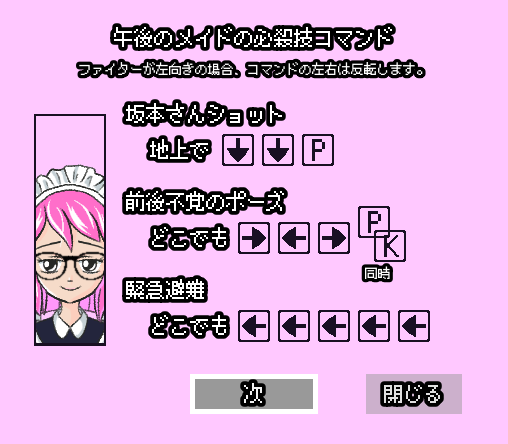 午後のメイドの必殺技コマンド
ファイターが左向きの場合、コマンドの左右は反転します。
坂本さんショット
地上で ↓ ↓ P
前後不覚のポーズ
どこでも → ← → P K
同時
緊急避難
どこでも ← ← ← ← ←
次 閉じる